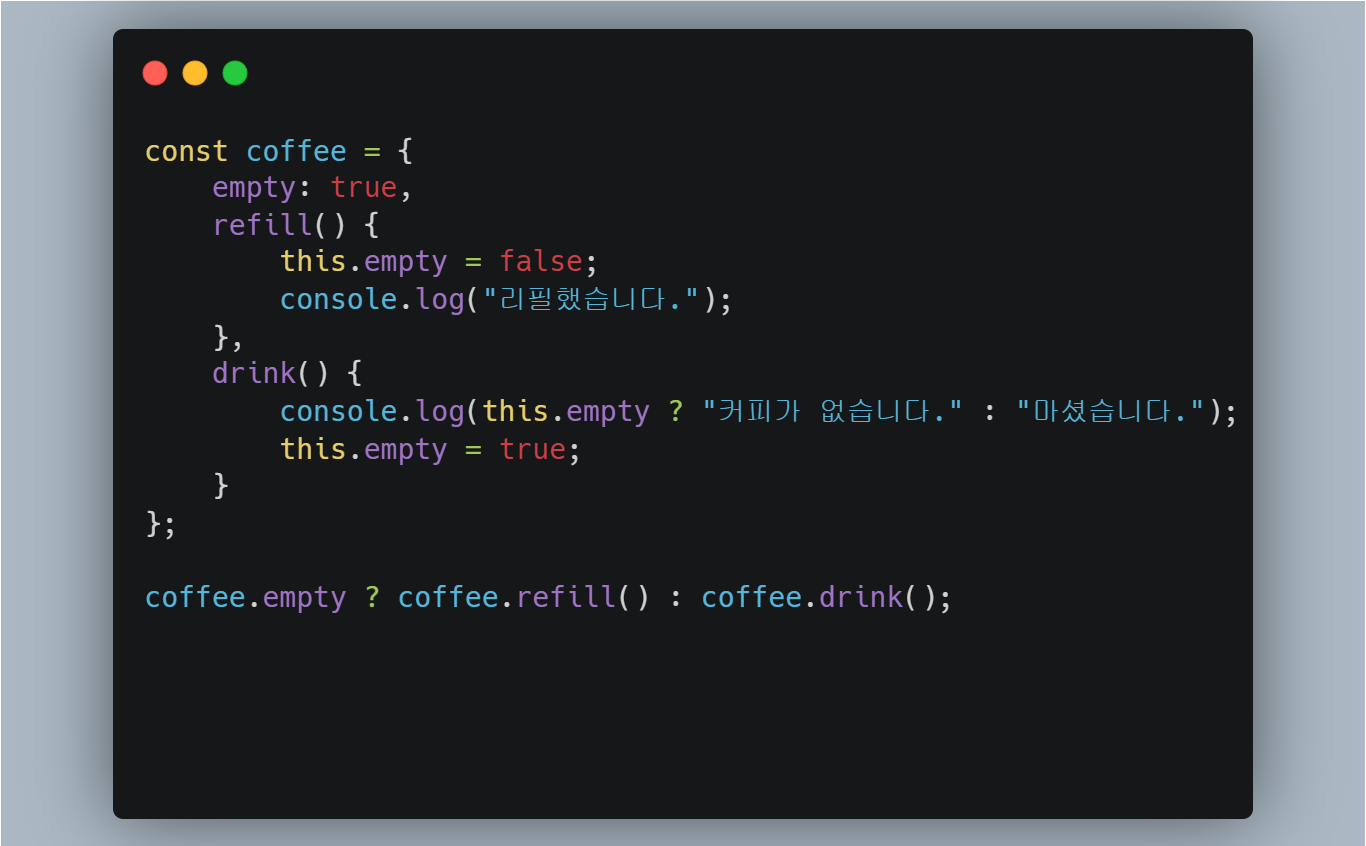 const coffee = {
    empty: true,
    refill() {
        this.empty = false;
        console.log("리필했습니다.");
    },
    drink() {
        console.log(this.empty ? "커피가 없습니다." : "마셨습니다.");
        this.empty = true;
    }
};

coffee.empty ? coffee.refill() : coffee.drink();